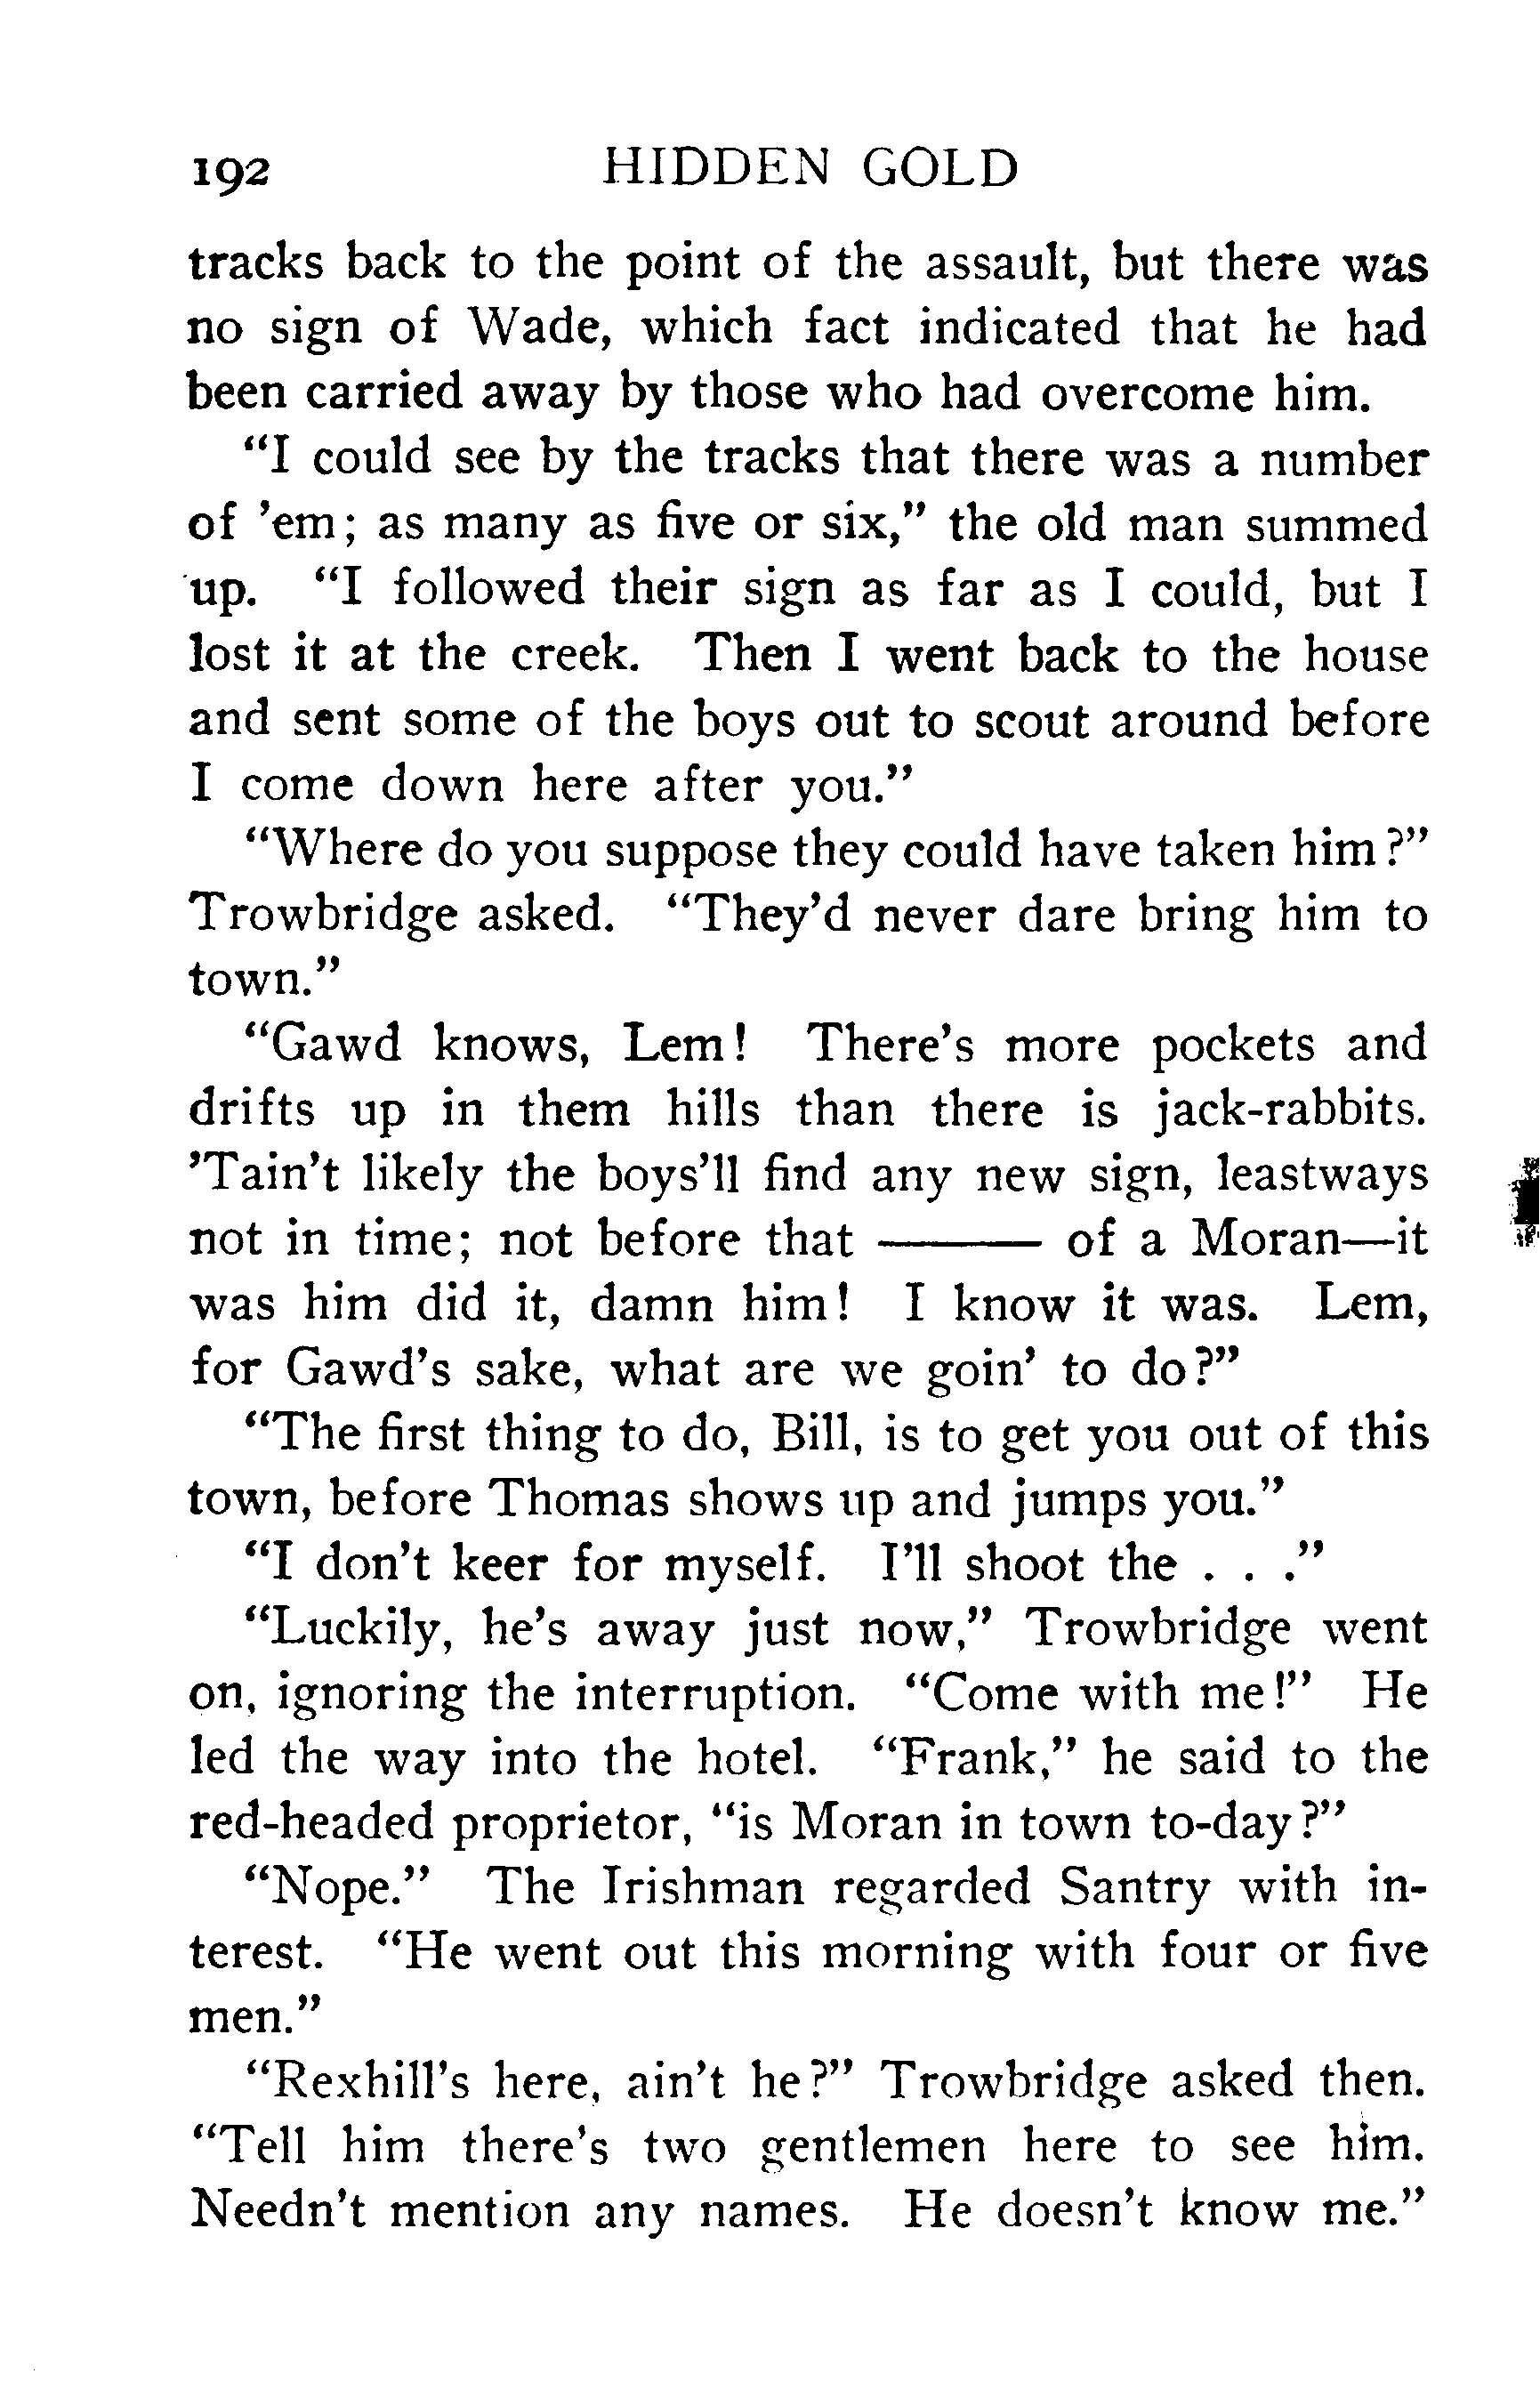 192 HIDDEN GOLD
tracks back to the point of the assault, but there was
no sign of Wade, which fact indicated that he had
been carried away by those who had overcome him.
“I could see by the tracks that there was a number
of ’em; as many as five or six,” the old man summed
up. “I followed their sign as far as I could, but I
lost it at the creek. Then I went back to the house
and sent some of the boys out to scout around before
I come down here after you.”
“Where do you suppose they could have taken him?”
Trowbridge asked. “They’d never dare bring him to
town.”
“Gawd knows, Lem! There’s more pockets and
drifts up in them hills than there is jack-rabbits.
’Tain’t likely the boys’ll find any new sign, leastways
not in time; not before that ——— of a Moran—it
was him did it, damn him! I know it was. Lem,
for Gawd’s sake, what are we goin’ to do?”
“The first thing to do, Bill, is to get you out of this
town, before Thomas shows up and jumps you.”
“I don’t keer for myself. I’ll shoot the . . .”
“Luckily, he’s away just now,” Trowbridge went
on, ignoring the interruption. “Come with me!” He
led the way into the hotel. “Frank,” he said to the
red-headed proprietor, “is Moran in town to-day?”
“Nope.” The Irishman regarded Santry with in-
terest. “He went out this morning with four or five
men.”
“Rexhill’s here, ain’t he?” Trowbridge asked then.
“Tell him there’s two gentlemen here to see him.
Needn’t mention any names. He doesn’t know me.”